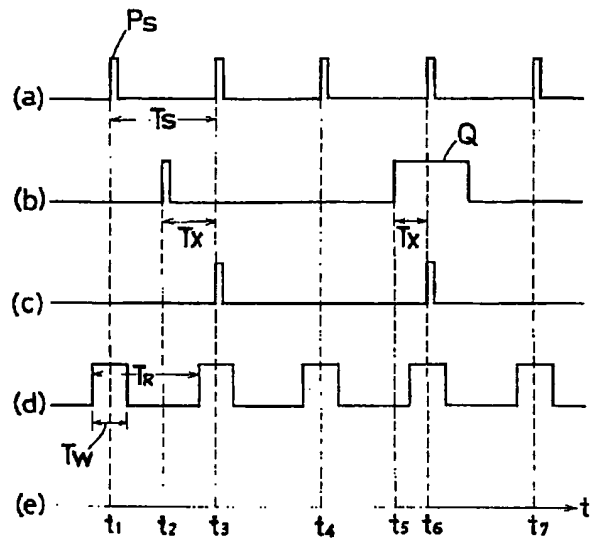 Ps
(a)
Ts
Q
(b)
Tx Tx
(c)
TR
(d)
Tw
(e) t
t1 t2 t3 t4 t5 t6 t7